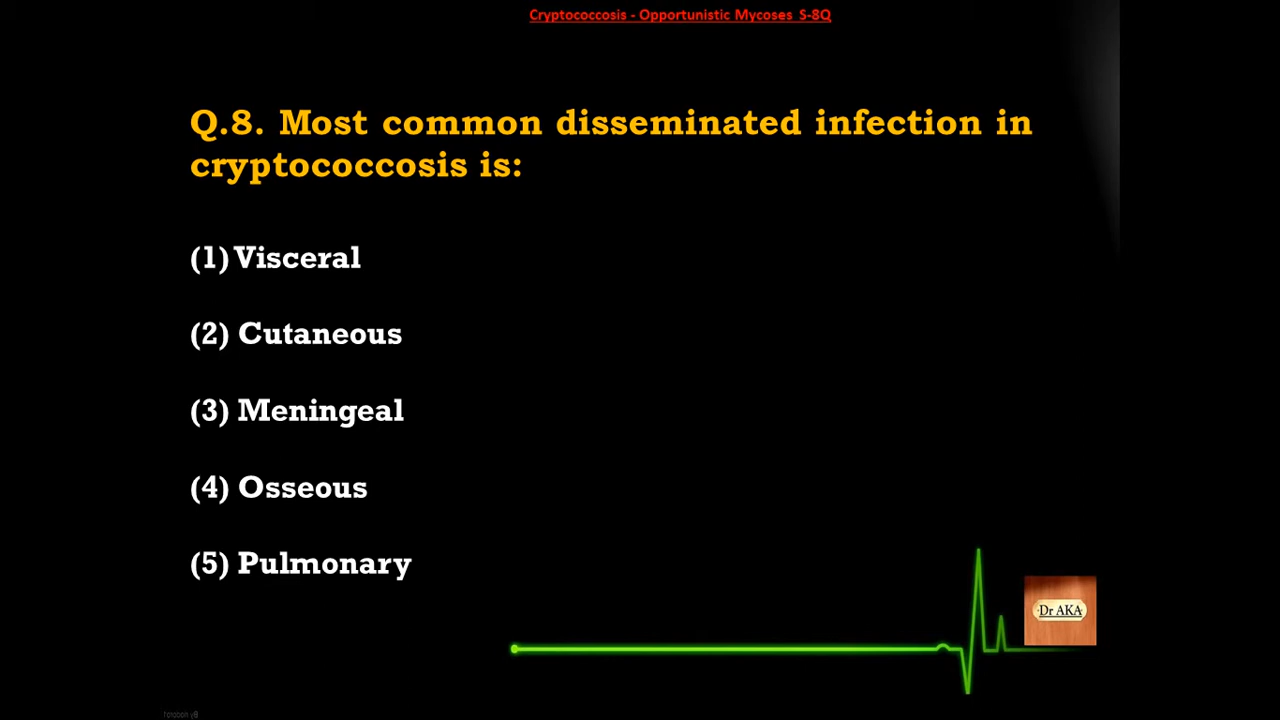 Cryptococcosis - Opportunistic Mycoses S-8Q
Q.8. Most common disseminated infection in
cryptococcosis is:
(1) Visceral
(2) Cutaneous
(3) Meningeal
(4) Osseous
(5) Pulmonary
Dr AKA